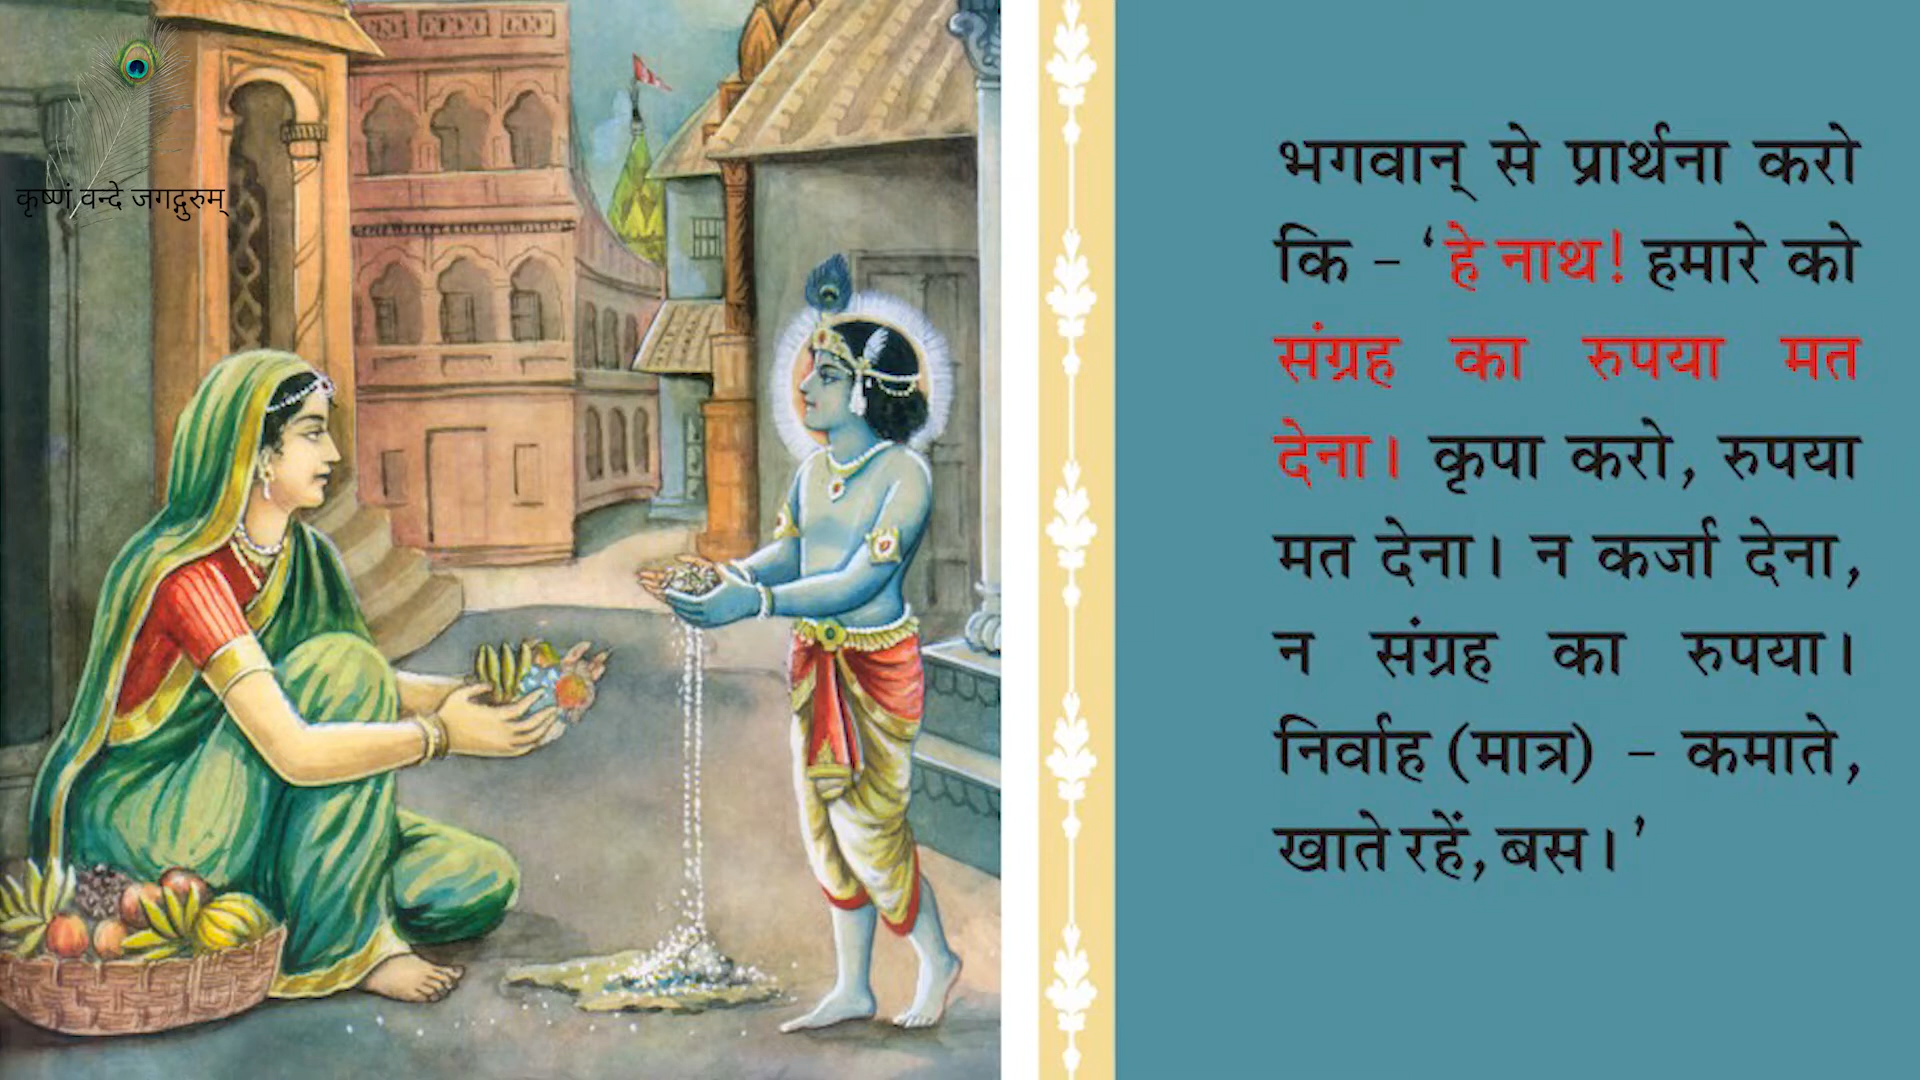 कृष्णं वन्दे जगद्गुरुम्
भगवान् से प्रार्थना करो
कि – ‘हे नाथ! हमारे को
संग्रह का रुपया मत
देना। कृपा करो, रुपया
मत देना। न कर्जा देना,
न संग्रह का रुपया।
निर्वाह (मात्र) – कमाते,
खाते रहें, बस।’